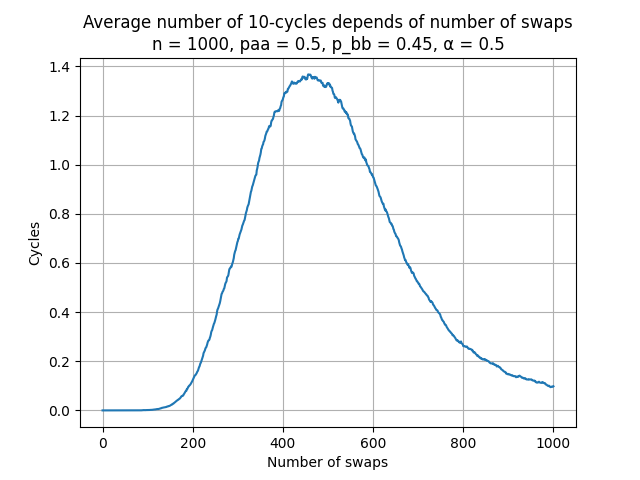 Average number of 10-cycles depends of number of swaps
n = 1000, paa = 0.5, p_bb = 0.45, α = 0.5
1.4
1.2
1.0
0.8
0.6
0.4
0.2
0.0
Cycles
0 200 400 600 800 1000
Number of swaps